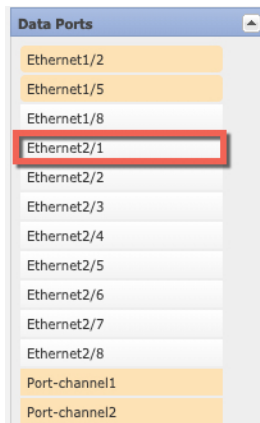 Data Ports
Ethernet1/2
Ethernet1/5
Ethernet1/8
Ethernet2/1
Ethernet2/2
Ethernet2/3
Ethernet2/4
Ethernet2/5
Ethernet2/6
Ethernet2/7
Ethernet2/8
Port-channel1
Port-channel2